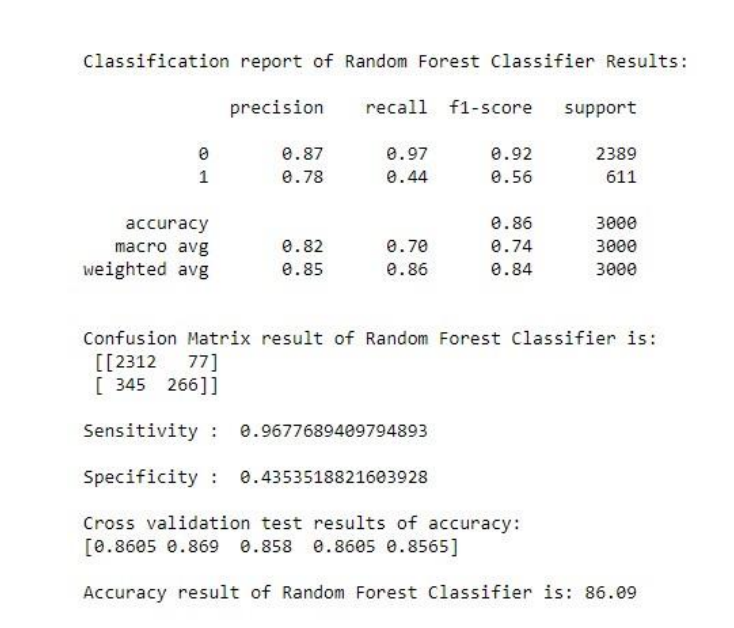 Classification report of Random Forest Classifier Results:
precision recall f1-score support
0 0.87 0.97 0.92 2389
1 0.78 0.44 0.56 611
accuracy 0.86 3000
macro avg 0.82 0.70 0.74 3000
weighted avg 0.85 0.86 0.84 3000
Confusion Matrix result of Random Forest Classifier is:
[[2312 77]
[ 345 266]]
Sensitivity : 0.9677689409794893
Specificity : 0.4353518821603928
Cross validation test results of accuracy:
[0.8605 0.869 0.858 0.8605 0.8565]
Accuracy result of Random Forest Classifier is: 86.09